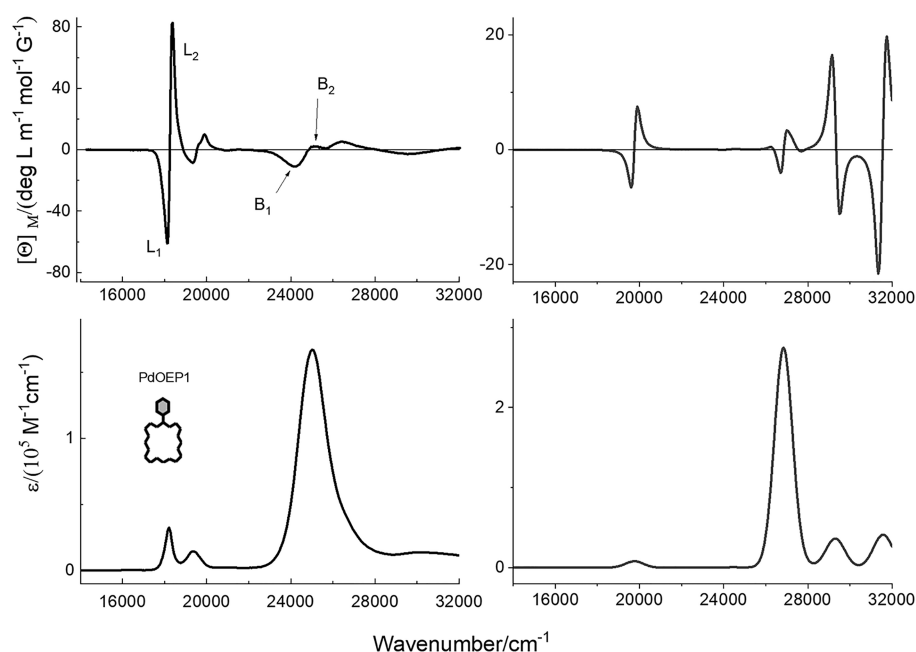 [Θ] M/(deg L m⁻¹ mol⁻¹ G⁻¹)
80
40
0
-40
-80
L₂
L₁
B₂
B₁
16000 20000 24000 28000 32000
20
0
-20
16000 20000 24000 28000 32000
ε/(10⁵ M⁻¹cm⁻¹)
1
0
PdOEP1
16000 20000 24000 28000 32000
2
0
16000 20000 24000 28000 32000
Wavenumber/cm⁻¹